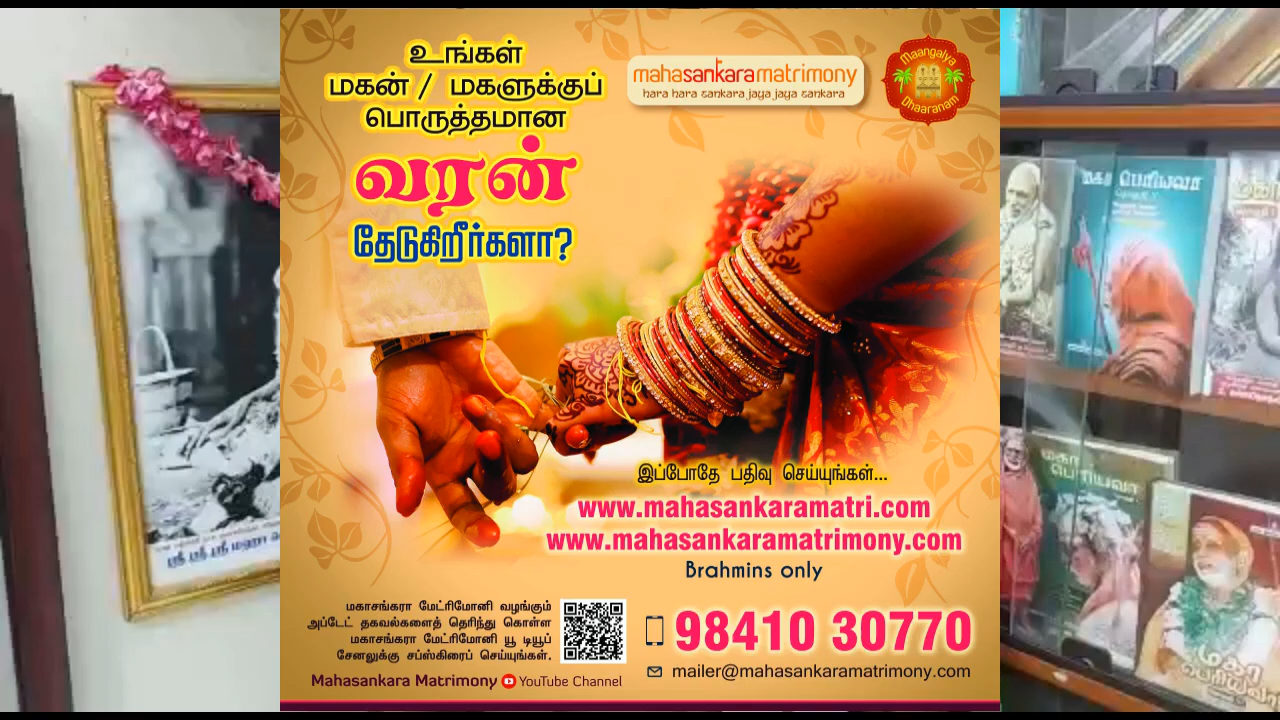 உங்கள்
மகன் / மகளுக்குப்
பொருத்தமான
வரன்
தேடுகிறீர்களா?
mahasankaramatrimony
hara hara sankara jaya jaya sankara
Maangalya
Dhaaranam
இப்போதே பதிவு செய்யுங்கள்...
www.mahasankaramatri.com
www.mahasankaramatrimony.com
Brahmins only
மகாசங்கரா மேட்ரிமோனி வழங்கும்
அப்டேட் தகவல்களைத் தெரிந்து கொள்ள
மகாசங்கரா மேட்ரிமோனி யூ டியூப்
சேனலுக்கு சப்ஸ்கிரைப் செய்யுங்கள்.
Mahasankara Matrimony YouTube Channel
98410 30770
mailer@mahasankaramatrimony.com
ஸ்ரீ ஸ்ரீ ஸ்ரீ மஹா
மகா பெரியவா
மகா
பெரியவா
மகா
பெரியவா